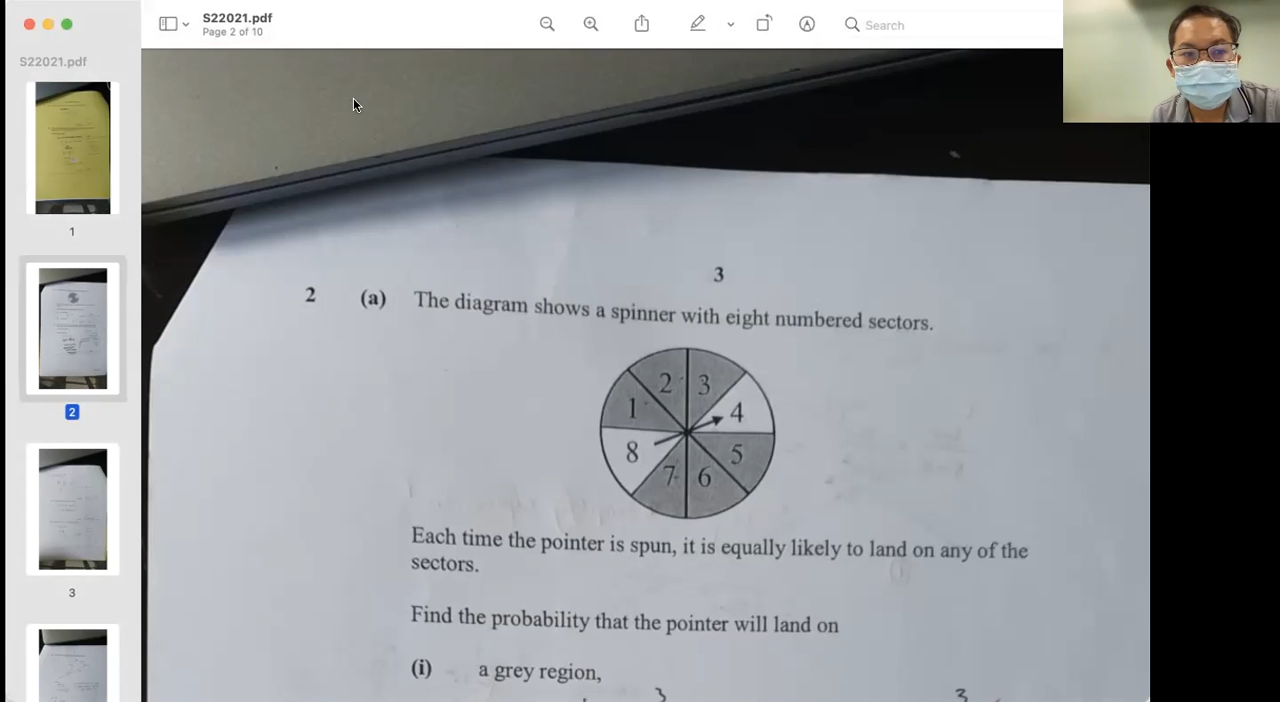 S22021.pdf
Page 2 of 10
Search
S22021.pdf
1
2
3
3
2 (a) The diagram shows a spinner with eight numbered sectors.
2 3
1 4
8 5
7 6
Each time the pointer is spun, it is equally likely to land on any of the
sectors.
Find the probability that the pointer will land on
(i) a grey region,
3 3